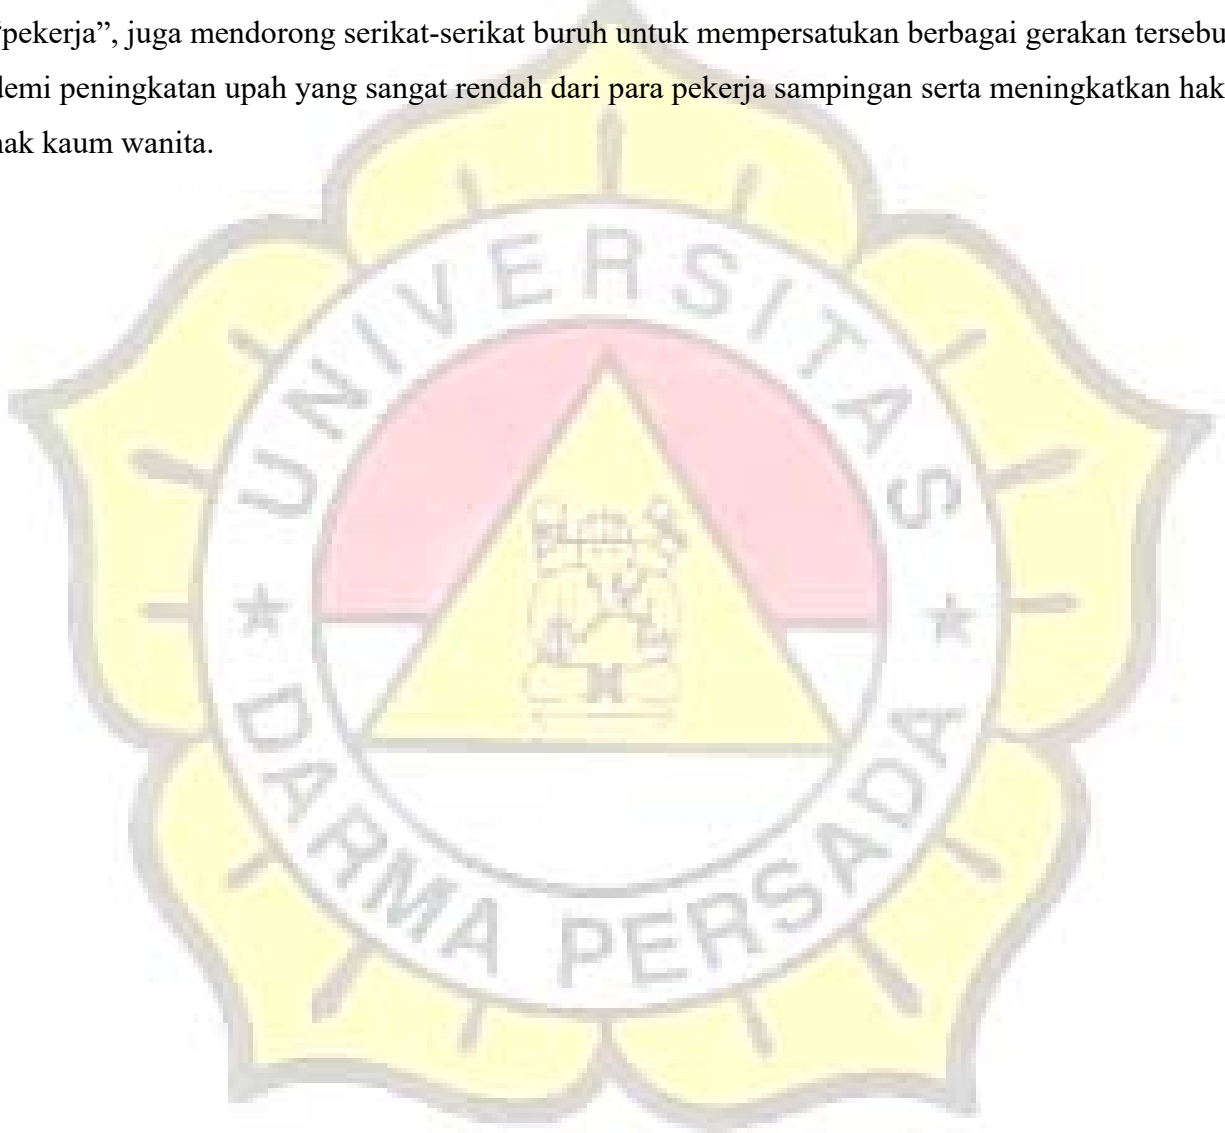 “pekerja”, juga mendorong serikat-serikat buruh untuk mempersatukan berbagai gerakan tersebu
demi peningkatan upah yang sangat rendah dari para pekerja sampingan serta meningkatkan hak
hak kaum wanita.
UNIVERSITAS
DARMA PERSADA